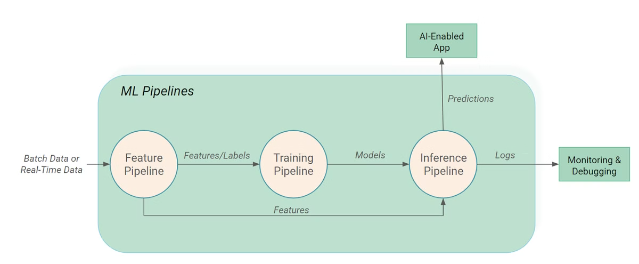 AI-Enabled
App
ML Pipelines
Predictions
Batch Data or
Real-Time Data
Feature
Pipeline
Features/Labels
Training
Pipeline
Models
Inference
Pipeline
Logs
Monitoring &
Debugging
Features